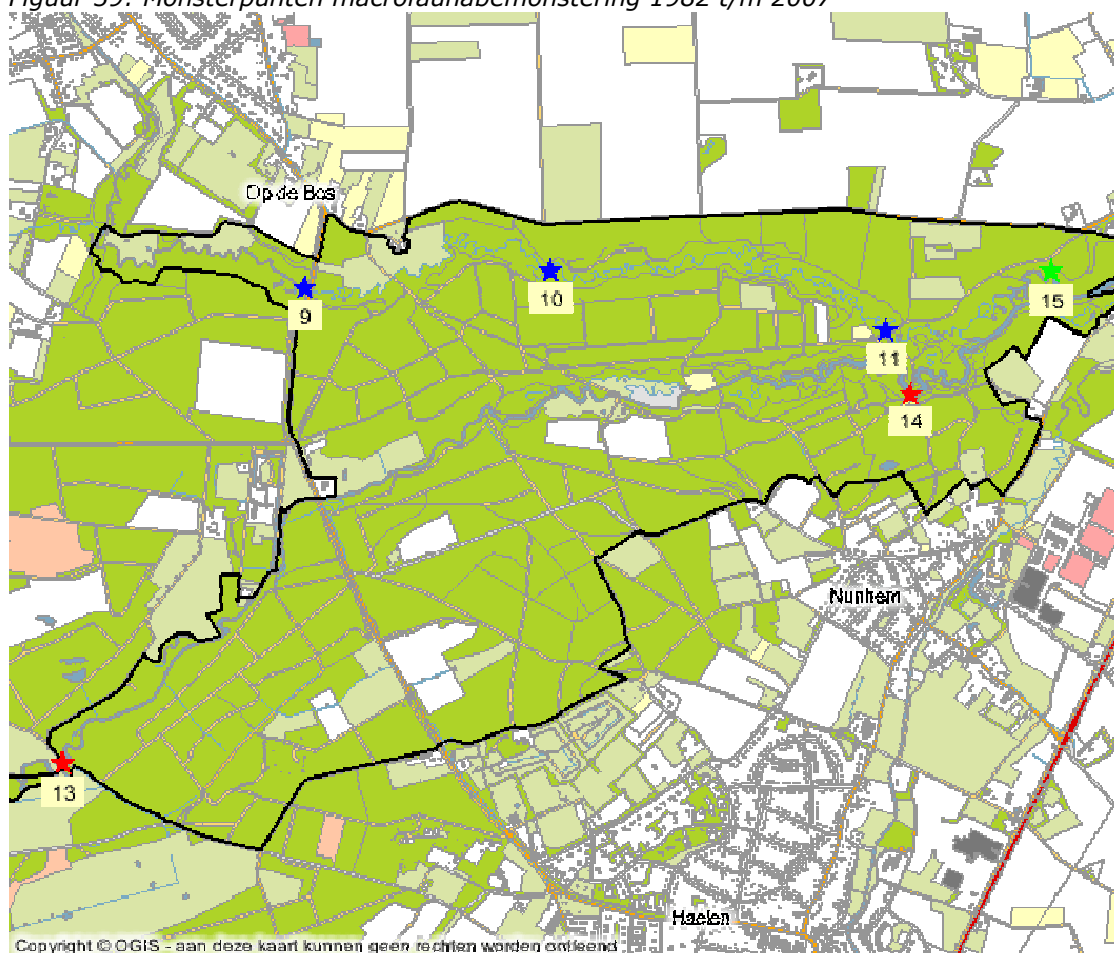 Figuur 39: Monsterpunten macrofaunabemonstering 1982 t/m 2007
Op de Bos
9
10
11
15
14
Nunhem
13
Haelen
Copyright © OGIS - aan deze kaart kunnen geen rechten worden ontleend